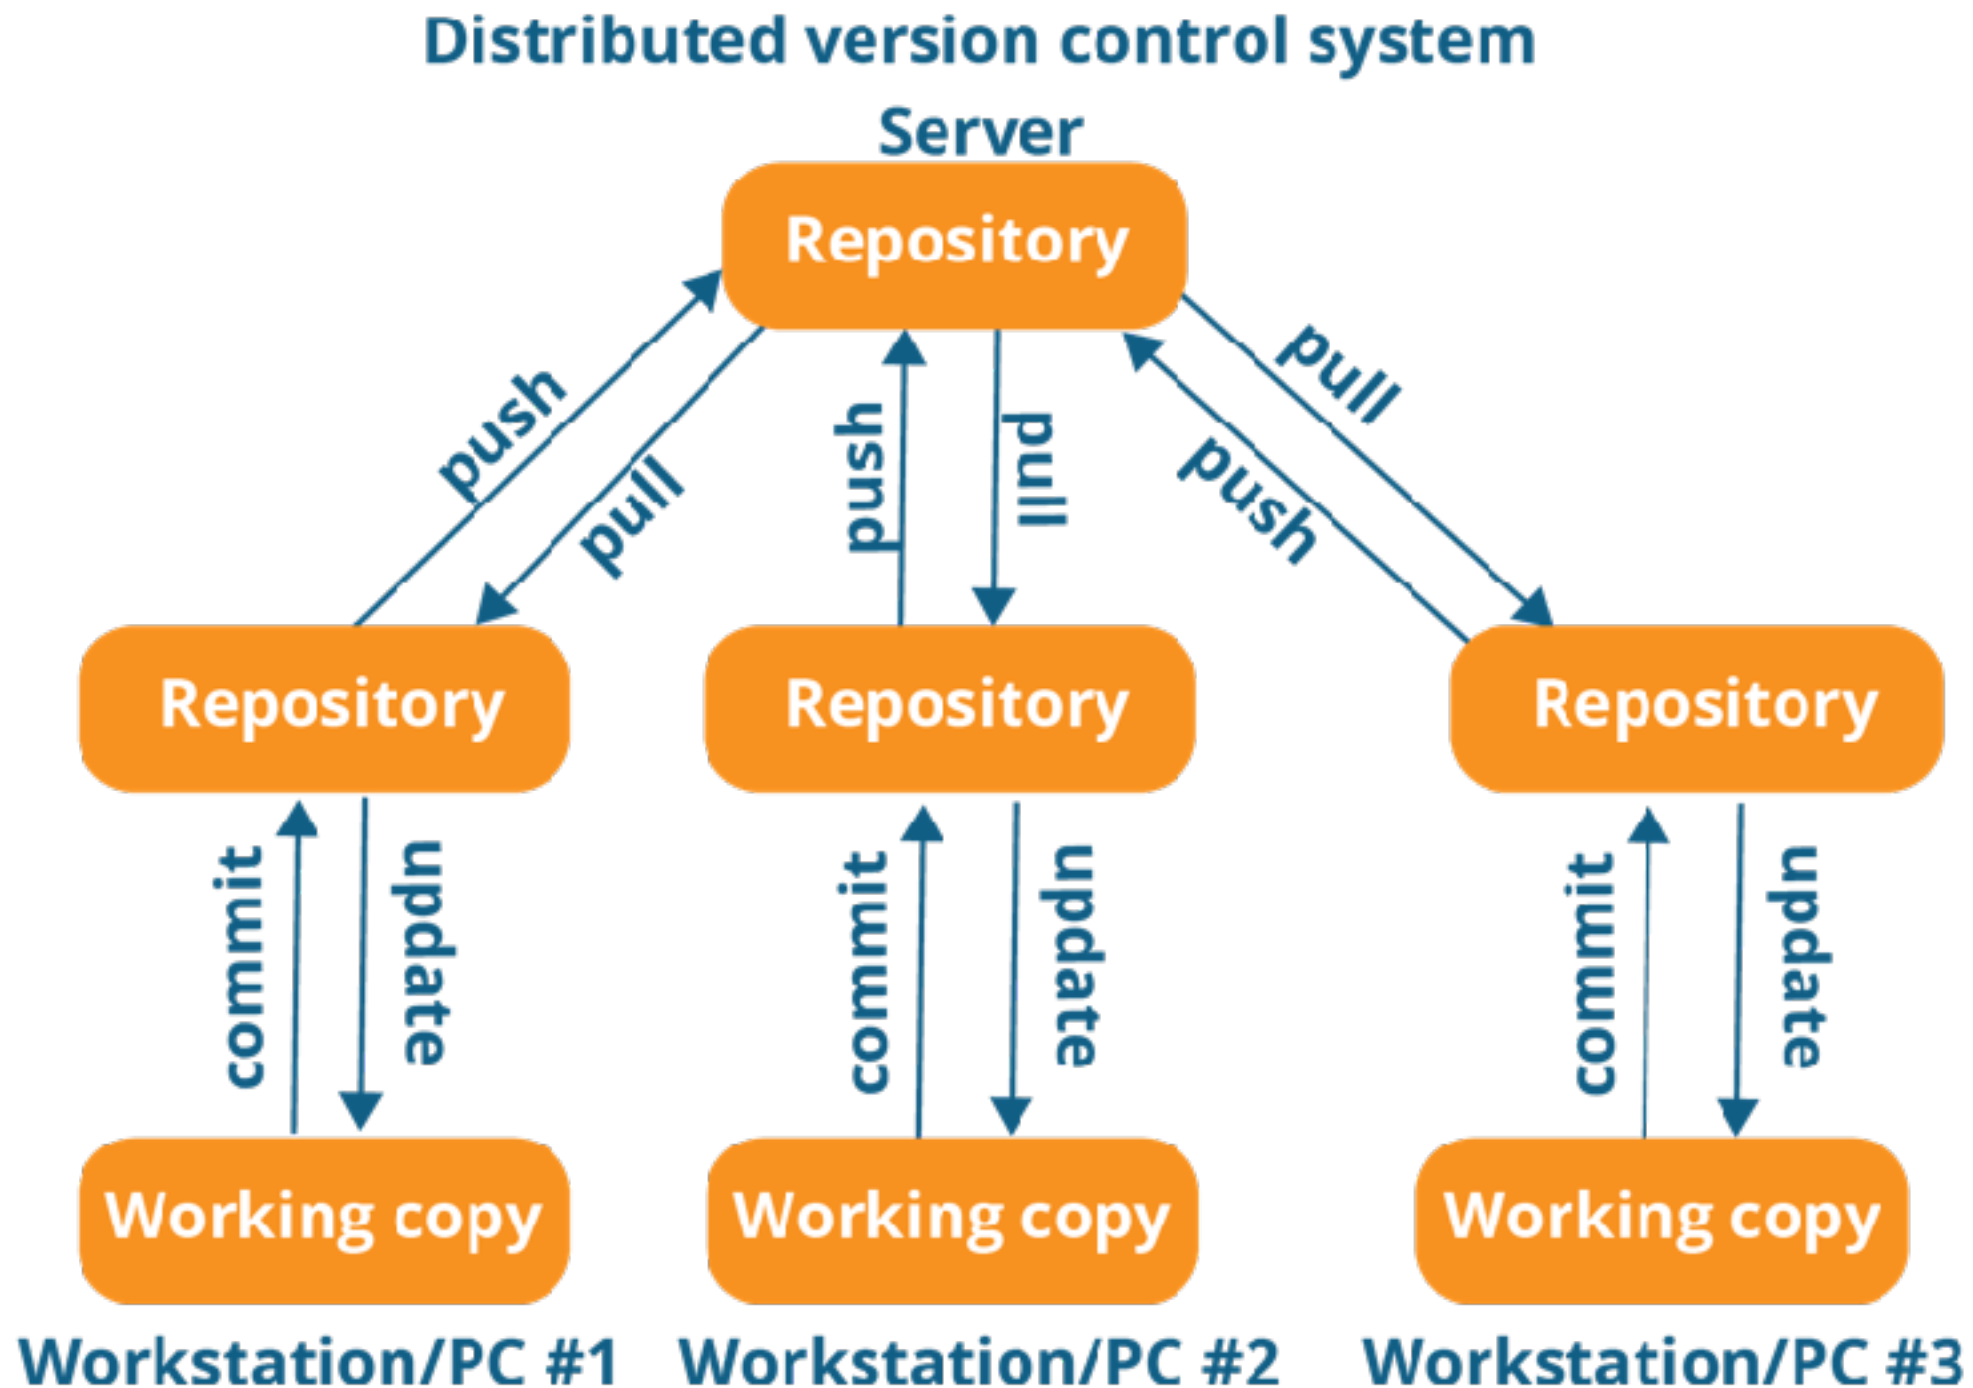 Distributed version control system
Server
Repository
push
pull
push
pull
pull
push
Repository
Repository
Repository
commit
update
commit
update
commit
update
Working copy
Working copy
Working copy
Workstation/PC #1
Workstation/PC #2
Workstation/PC #3